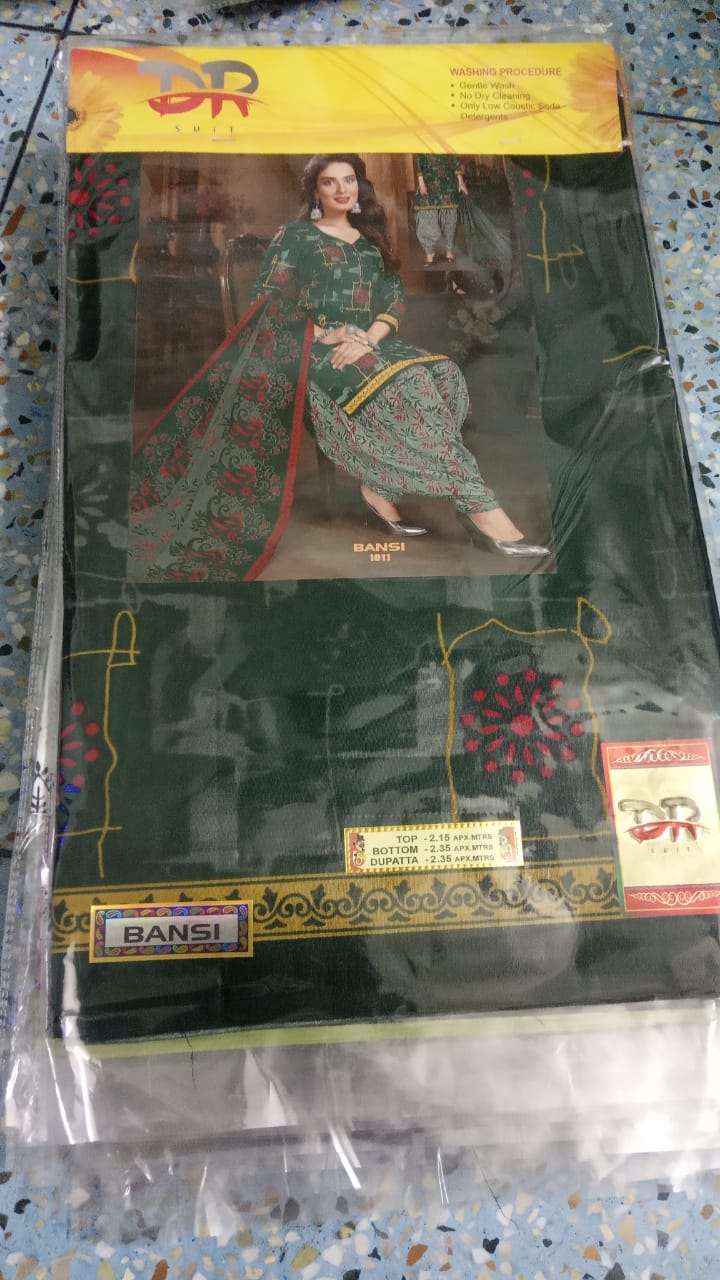 DR
SUIT
WASHING PROCEDURE
• Gentle Wash
• No Dry Cleaning
• Only Low Caustic Soda
Detergents
BANSI
1011
TOP - 2.15 APX.MTRS
BOTTOM - 2.35 APX.MTRS
DUPATTA - 2.35 APX.MTRS
DR
SUIT
BANSI